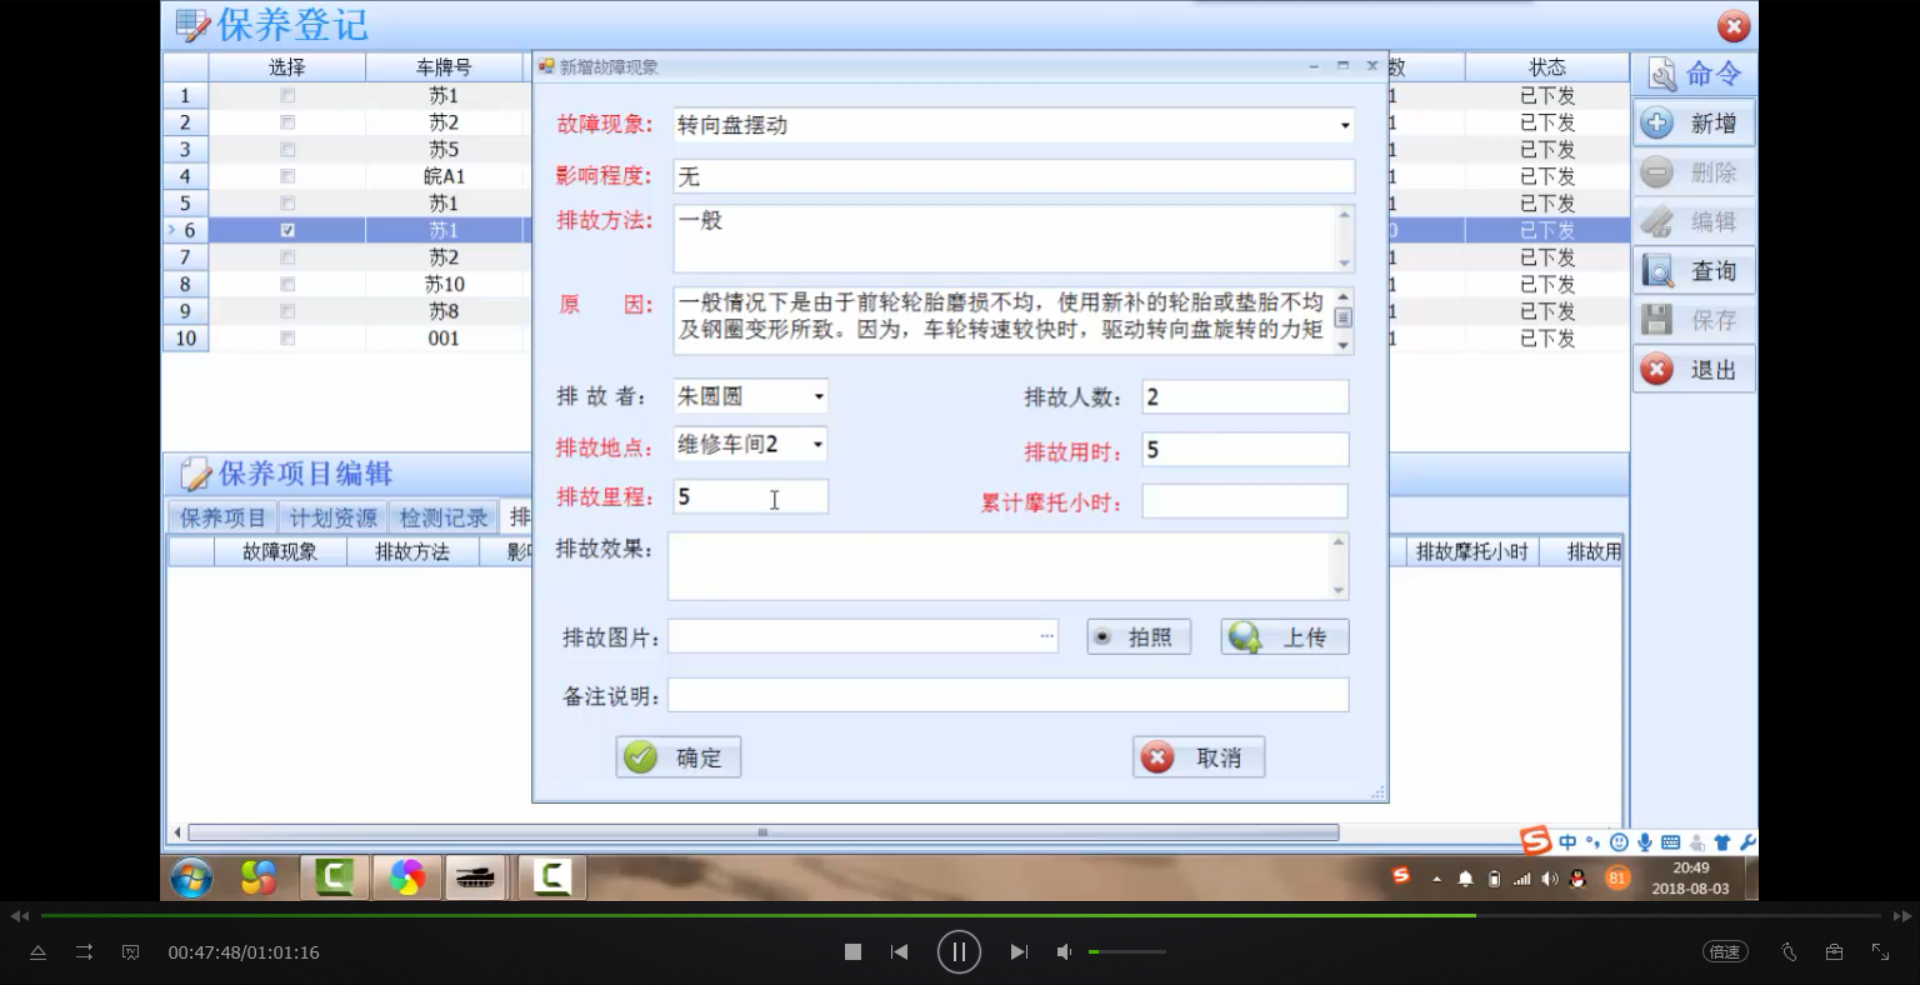 保养登记
选择 车牌号 数 状态
1 苏1 1 已下发
2 苏2 1 已下发
3 苏5 1 已下发
4 皖A1 1 已下发
5 苏1 1 已下发
6 苏1 0 已下发
7 苏2 1 已下发
8 苏10 1 已下发
9 苏8 1 已下发
10 001 1 已下发
命令
新增
删除
编辑
查询
保存
退出
新增故障现象
故障现象: 转向盘摆动
影响程度: 无
排故方法: 一般
原 因: 一般情况下是由于前轮轮胎磨损不均，使用新补的轮胎或垫胎不均
及钢圈变形所致。因为，车轮转速较快时，驱动转向盘旋转的力矩
排 故 者: 朱圆圆 排故人数: 2
排故地点: 维修车间2 排故用时: 5
排故里程: 5 累计摩托小时:
排故效果:
排故图片: ... 拍照 上传
备注说明:
确定 取消
保养项目编辑
保养项目 计划资源 检测记录 排
故障现象 排故方法 影响 排故摩托小时 排故用
中
81
20:49
2018-08-03
00:47:48/01:01:16
倍速